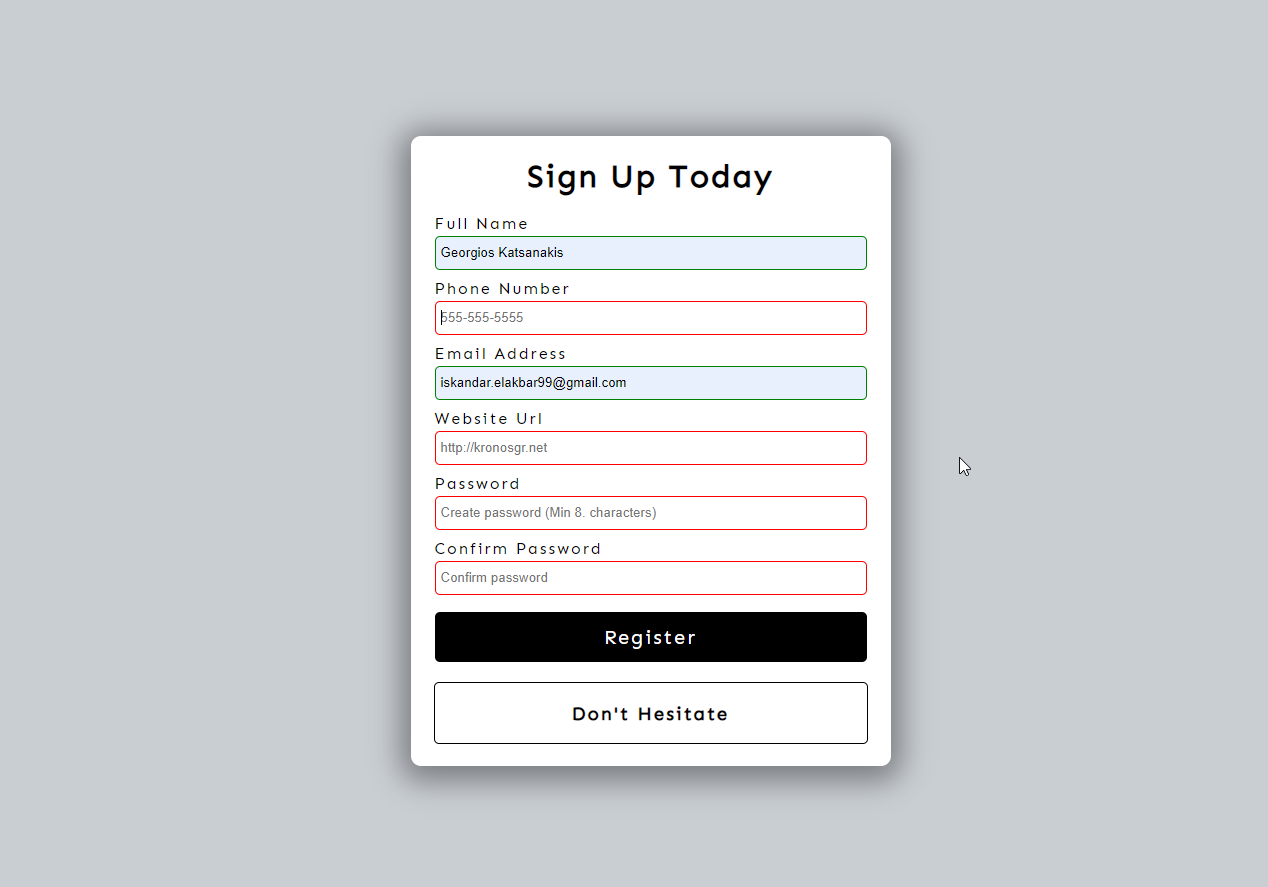 Sign Up Today
Full Name
Georgios Katsanakis
Phone Number
555-555-5555
Email Address
iskandar.elakbar99@gmail.com
Website Url
http://kronosgr.net
Password
Create password (Min 8. characters)
Confirm Password
Confirm password
Register
Don't Hesitate